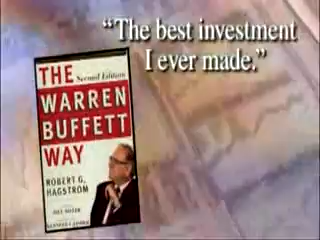 “The best investment
I ever made.”
THE Second Edition
WARREN
BUFFETT
WAY
ROBERT G.
HAGSTROM